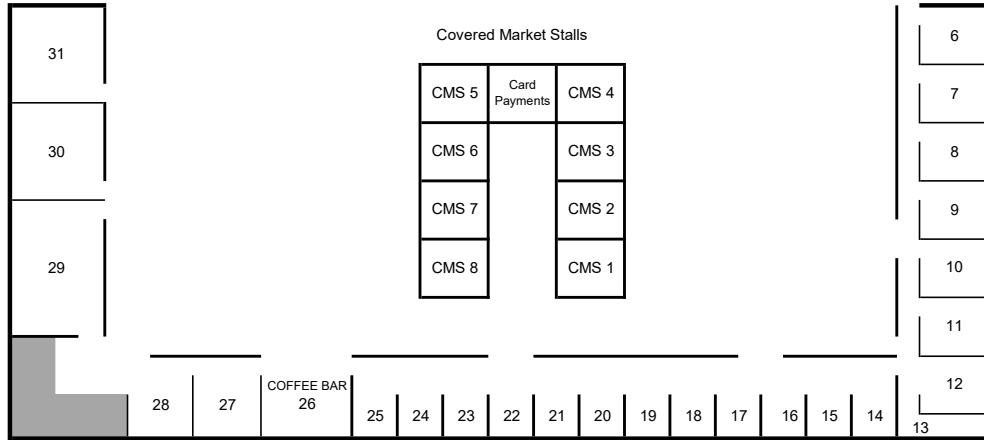 Covered Market Stalls
31
30
29
CMS 5
Card
Payments
CMS 4
CMS 6
CMS 3
CMS 7
CMS 2
CMS 8
CMS 1
6
7
8
9
10
11
12
13
28
27
COFFEE BAR
26
25
24
23
22
21
20
19
18
17
16
15
14